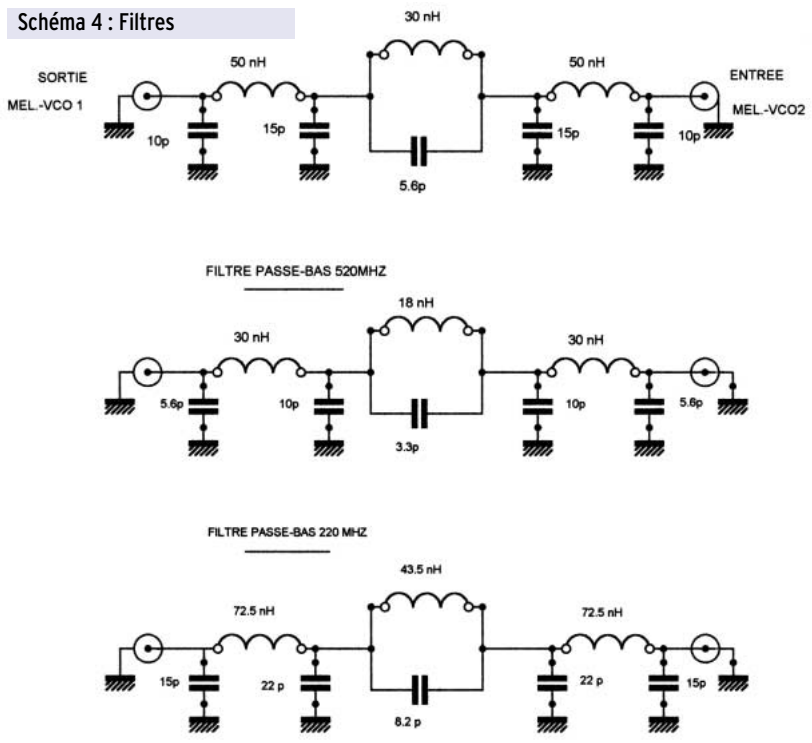 Schéma 4 : Filtres
30 nH
50 nH
50 nH
SORTIE
MEL.-VCO 1
ENTREE
MEL.-VCO2
10p
15p
15p
10p
5.6p
FILTRE PASSE-BAS 520MHZ
18 nH
30 nH
30 nH
5.6p
10p
10p
5.6p
3.3p
FILTRE PASSE-BAS 220 MHZ
43.5 nH
72.5 nH
72.5 nH
15p
22 p
22 p
15p
8.2 p